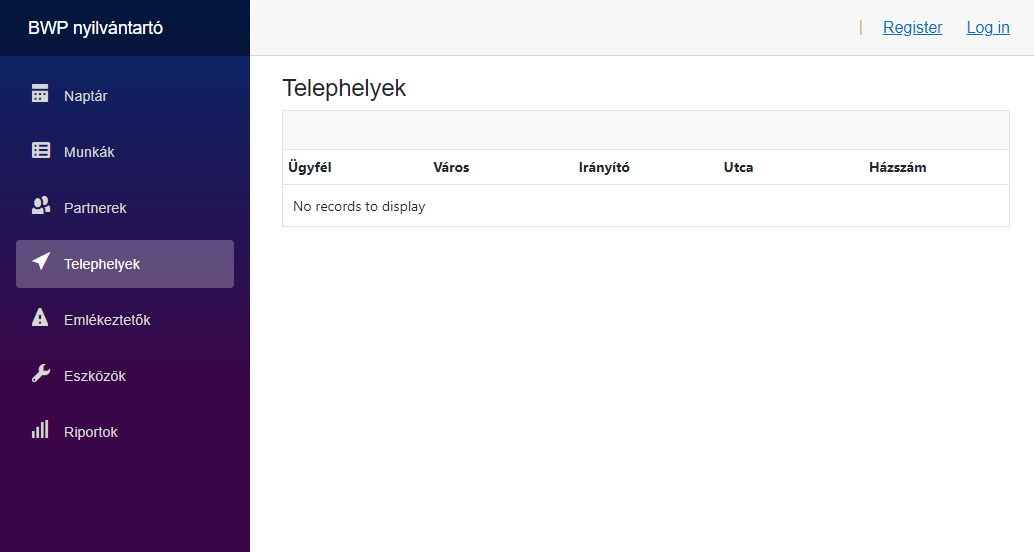 BWP nyilvántartó
| Register Log in
Naptár
Munkák
Partnerek
Telephelyek
Emlékeztetők
Eszközök
Riportok
Telephelyek
Ügyfél Város Irányító Utca Házszám
No records to display